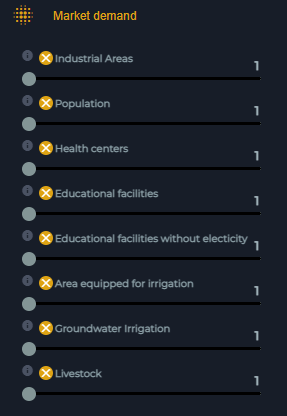 Market demand
Industrial Areas
1
Population
1
Health centers
1
Educational facilities
1
Educational facilities without electicity
1
Area equipped for irrigation
1
Groundwater Irrigation
1
Livestock
1